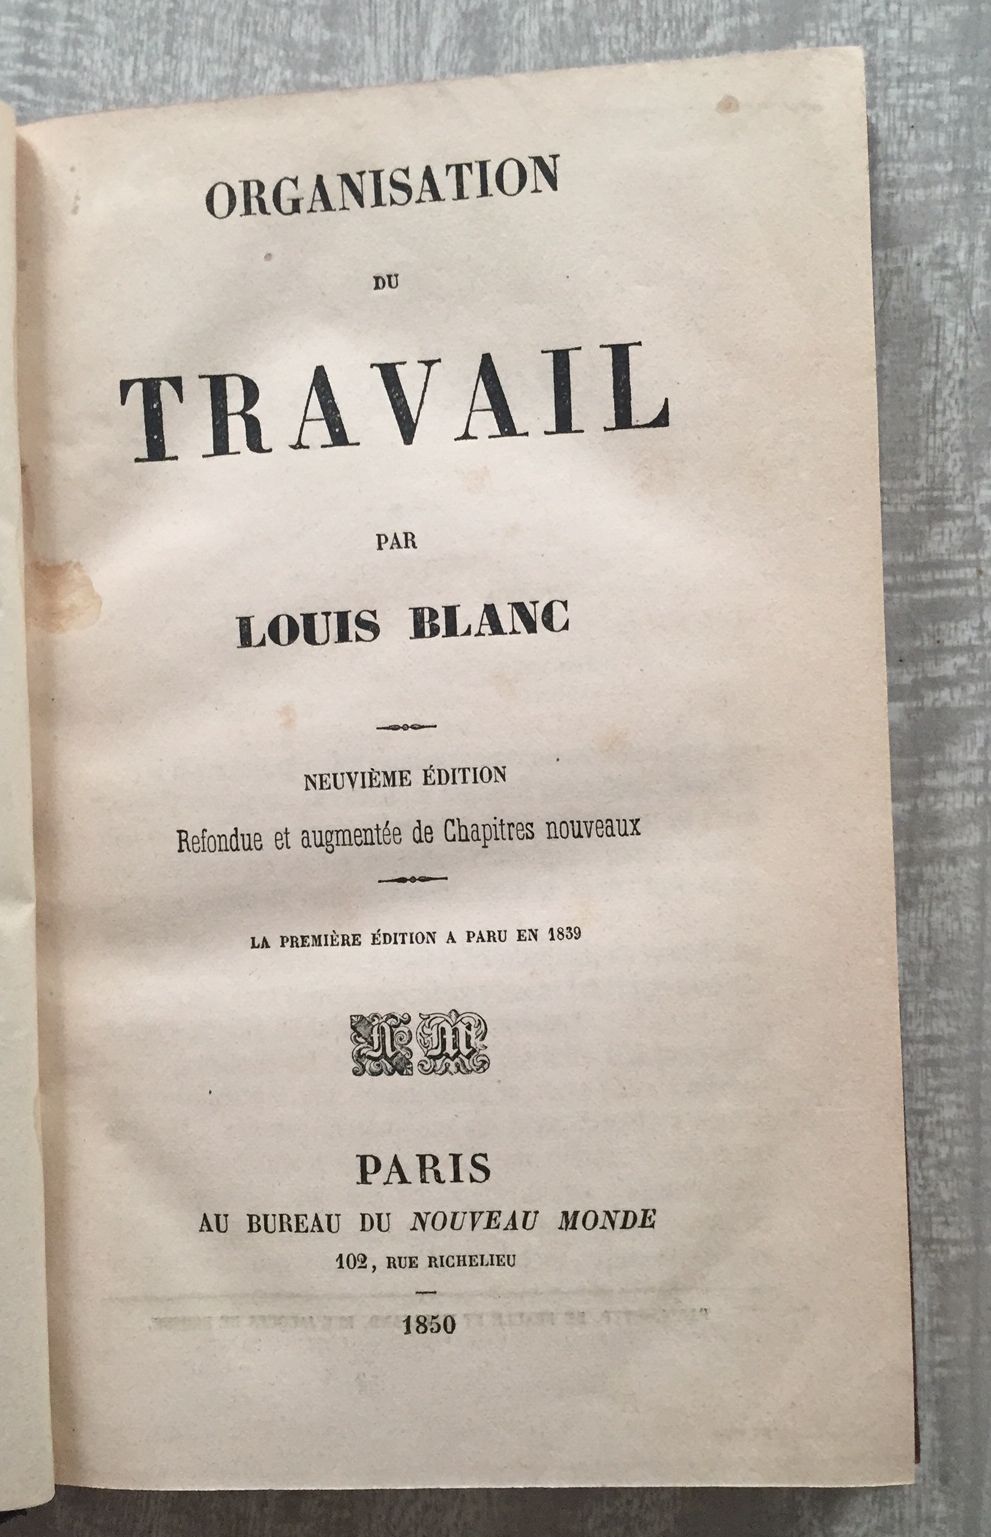 ORGANISATION
DU
TRAVAIL
PAR
LOUIS BLANC
NEUVIÈME ÉDITION
Refondue et augmentée de Chapitres nouveaux
LA PREMIÈRE ÉDITION A PARU EN 1839
N M
PARIS
AU BUREAU DU NOUVEAU MONDE
102, RUE RICHELIEU
1850